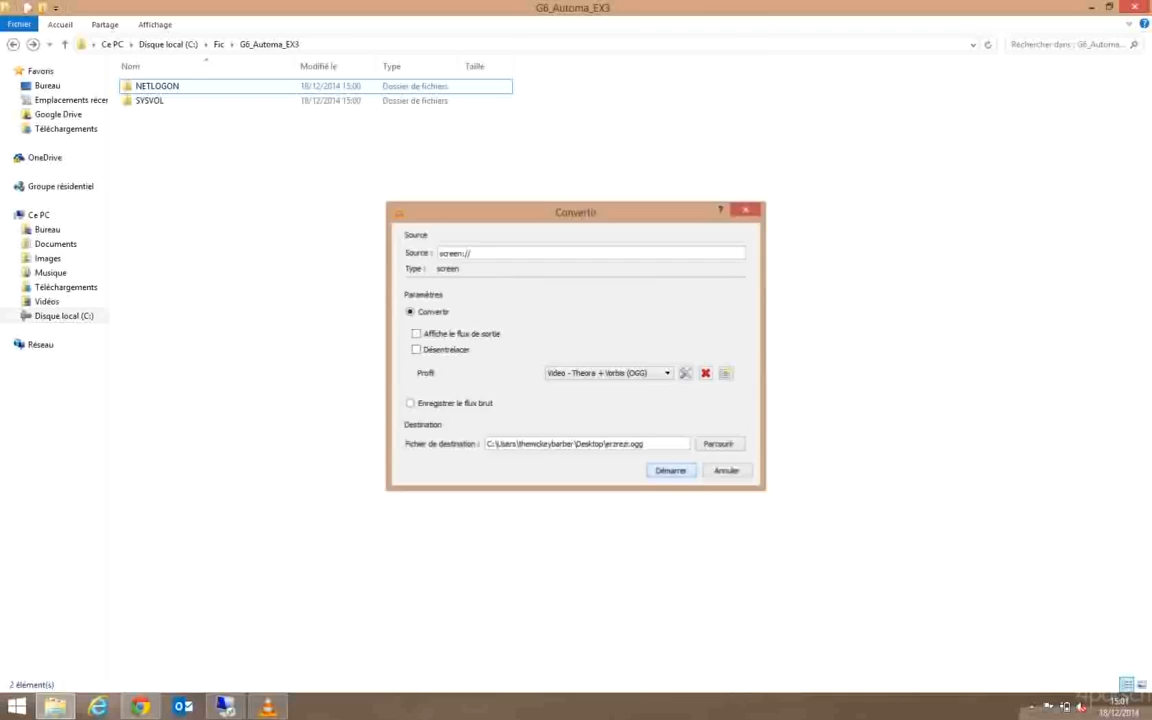 G6_Automa_EX3
Fichier Accueil Partage Affichage
Ce PC Disque local (C:) Fic G6_Automa_EX3
Rechercher dans : G6_Automa...
Nom Modifié le Type Taille
NETLOGON 18/12/2014 15:00 Dossier de fichiers
SYSVOL 18/12/2014 15:00 Dossier de fichiers
Favoris
Bureau
Emplacements récen
Google Drive
Téléchargements
OneDrive
Groupe résidentiel
Ce PC
Bureau
Documents
Images
Musique
Téléchargements
Vidéos
Disque local (C:)
Réseau
Convertir
Source
Source : screen://
Type : screen
Paramètres
Convertir
Affiche le flux de sortie
Désentrelacer
Profil Video - Theora + Vorbis (OGG)
Enregistrer le flux brut
Destination
Fichier de destination : C:\Users\themickeybarber\Desktop\
Parcourir
Démarrer Annuler
2 élément(s)
15:01
18/12/2014